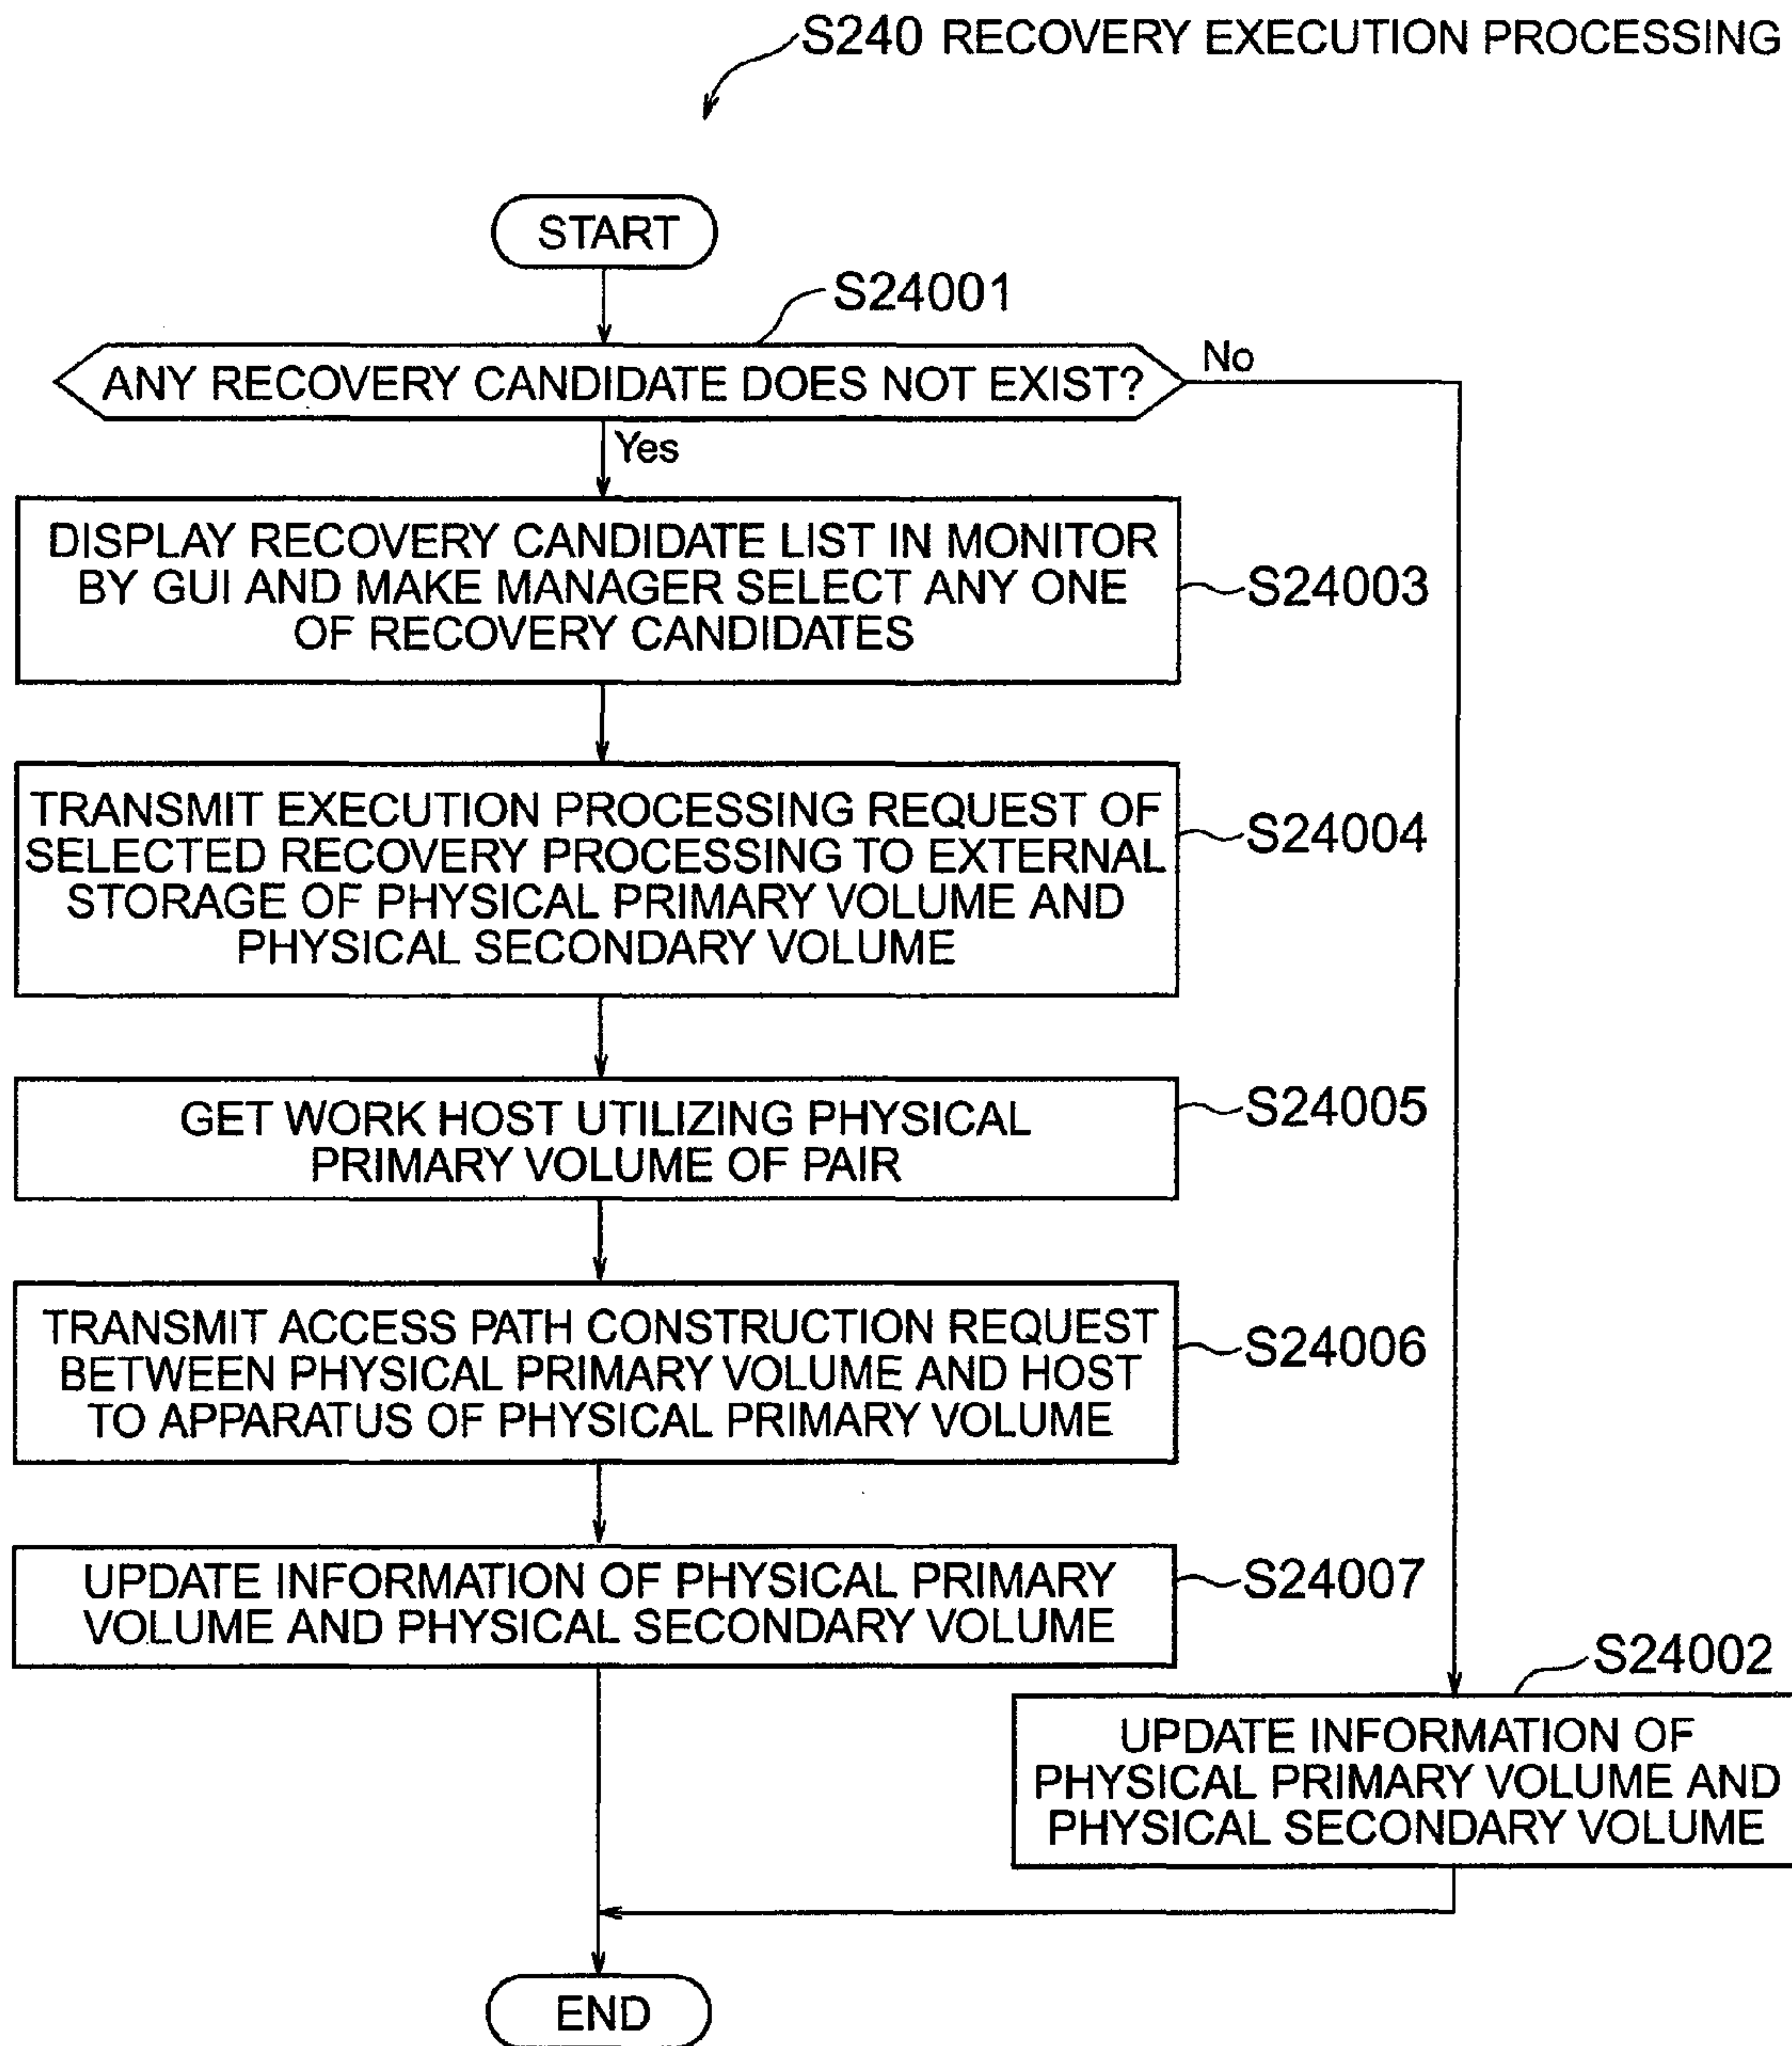 S240 RECOVERY EXECUTION PROCESSING
START
S24001
ANY RECOVERY CANDIDATE DOES NOT EXIST?
No
Yes
DISPLAY RECOVERY CANDIDATE LIST IN MONITOR
BY GUI AND MAKE MANAGER SELECT ANY ONE
OF RECOVERY CANDIDATES
S24003
TRANSMIT EXECUTION PROCESSING REQUEST OF
SELECTED RECOVERY PROCESSING TO EXTERNAL
STORAGE OF PHYSICAL PRIMARY VOLUME AND
PHYSICAL SECONDARY VOLUME
S24004
GET WORK HOST UTILIZING PHYSICAL
PRIMARY VOLUME OF PAIR
S24005
TRANSMIT ACCESS PATH CONSTRUCTION REQUEST
BETWEEN PHYSICAL PRIMARY VOLUME AND HOST
TO APPARATUS OF PHYSICAL PRIMARY VOLUME
S24006
UPDATE INFORMATION OF PHYSICAL PRIMARY
VOLUME AND PHYSICAL SECONDARY VOLUME
S24007
S24002
UPDATE INFORMATION OF
PHYSICAL PRIMARY VOLUME AND
PHYSICAL SECONDARY VOLUME
END